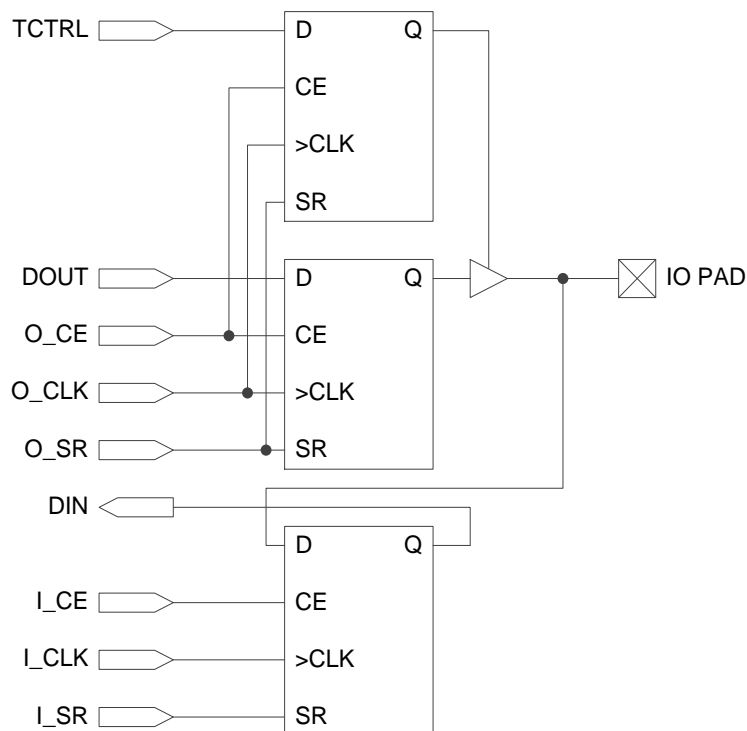 TCTRL
D Q
CE
>CLK
SR
DOUT
D Q
IO PAD
O_CE
CE
O_CLK
>CLK
O_SR
SR
DIN
D Q
I_CE
CE
I_CLK
>CLK
I_SR
SR